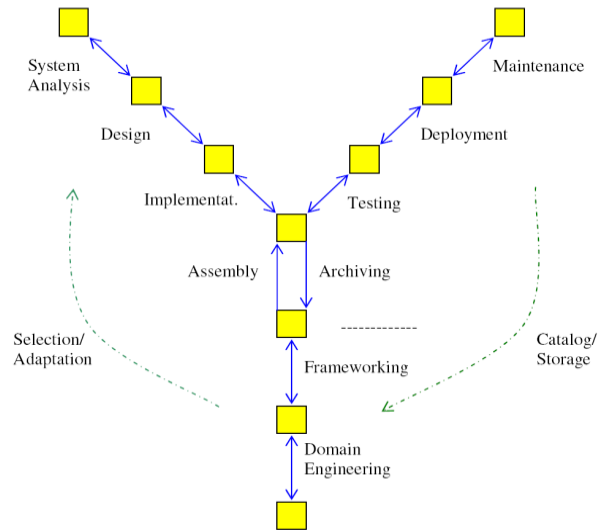 System
Analysis
Maintenance
Design
Deployment
Implementat.
Testing
Assembly
Archiving
Selection/
Adaptation
Catalog/
Storage
Frameworking
Domain
Engineering